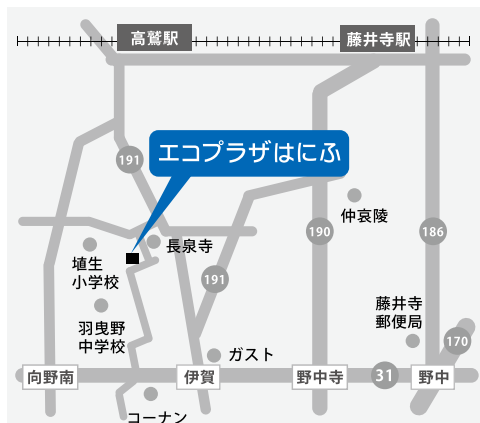 高鷲駅
藤井寺駅
191
エコプラザはにふ
仲哀陵
190
186
長泉寺
埴生
小学校
191
羽曳野
中学校
藤井寺
郵便局
170
ガスト
向野南
伊賀
野中寺
31
野中
コーナン